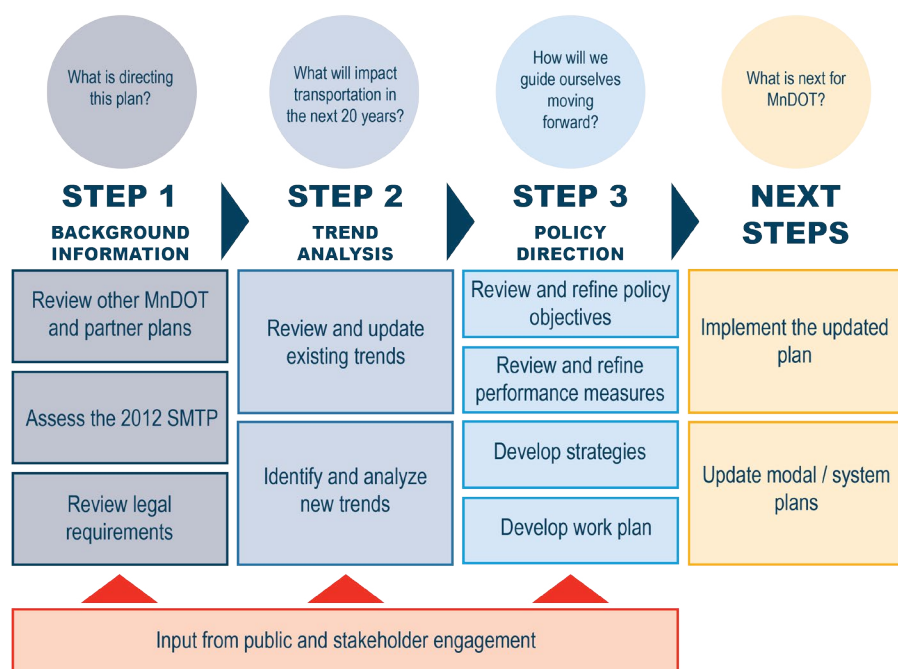 What is directing
this plan?
What will impact
transportation in
the next 20 years?
How will we
guide ourselves
moving
forward?
What is next for
MnDOT?
STEP 1
BACKGROUND
INFORMATION
STEP 2
TREND
ANALYSIS
STEP 3
POLICY
DIRECTION
NEXT
STEPS
Review other MnDOT
and partner plans
Assess the 2012 SMTP
Review legal
requirements
Review and update
existing trends
Identify and analyze
new trends
Review and refine policy
objectives
Review and refine
performance measures
Develop strategies
Develop work plan
Implement the updated
plan
Update modal / system
plans
Input from public and stakeholder engagement